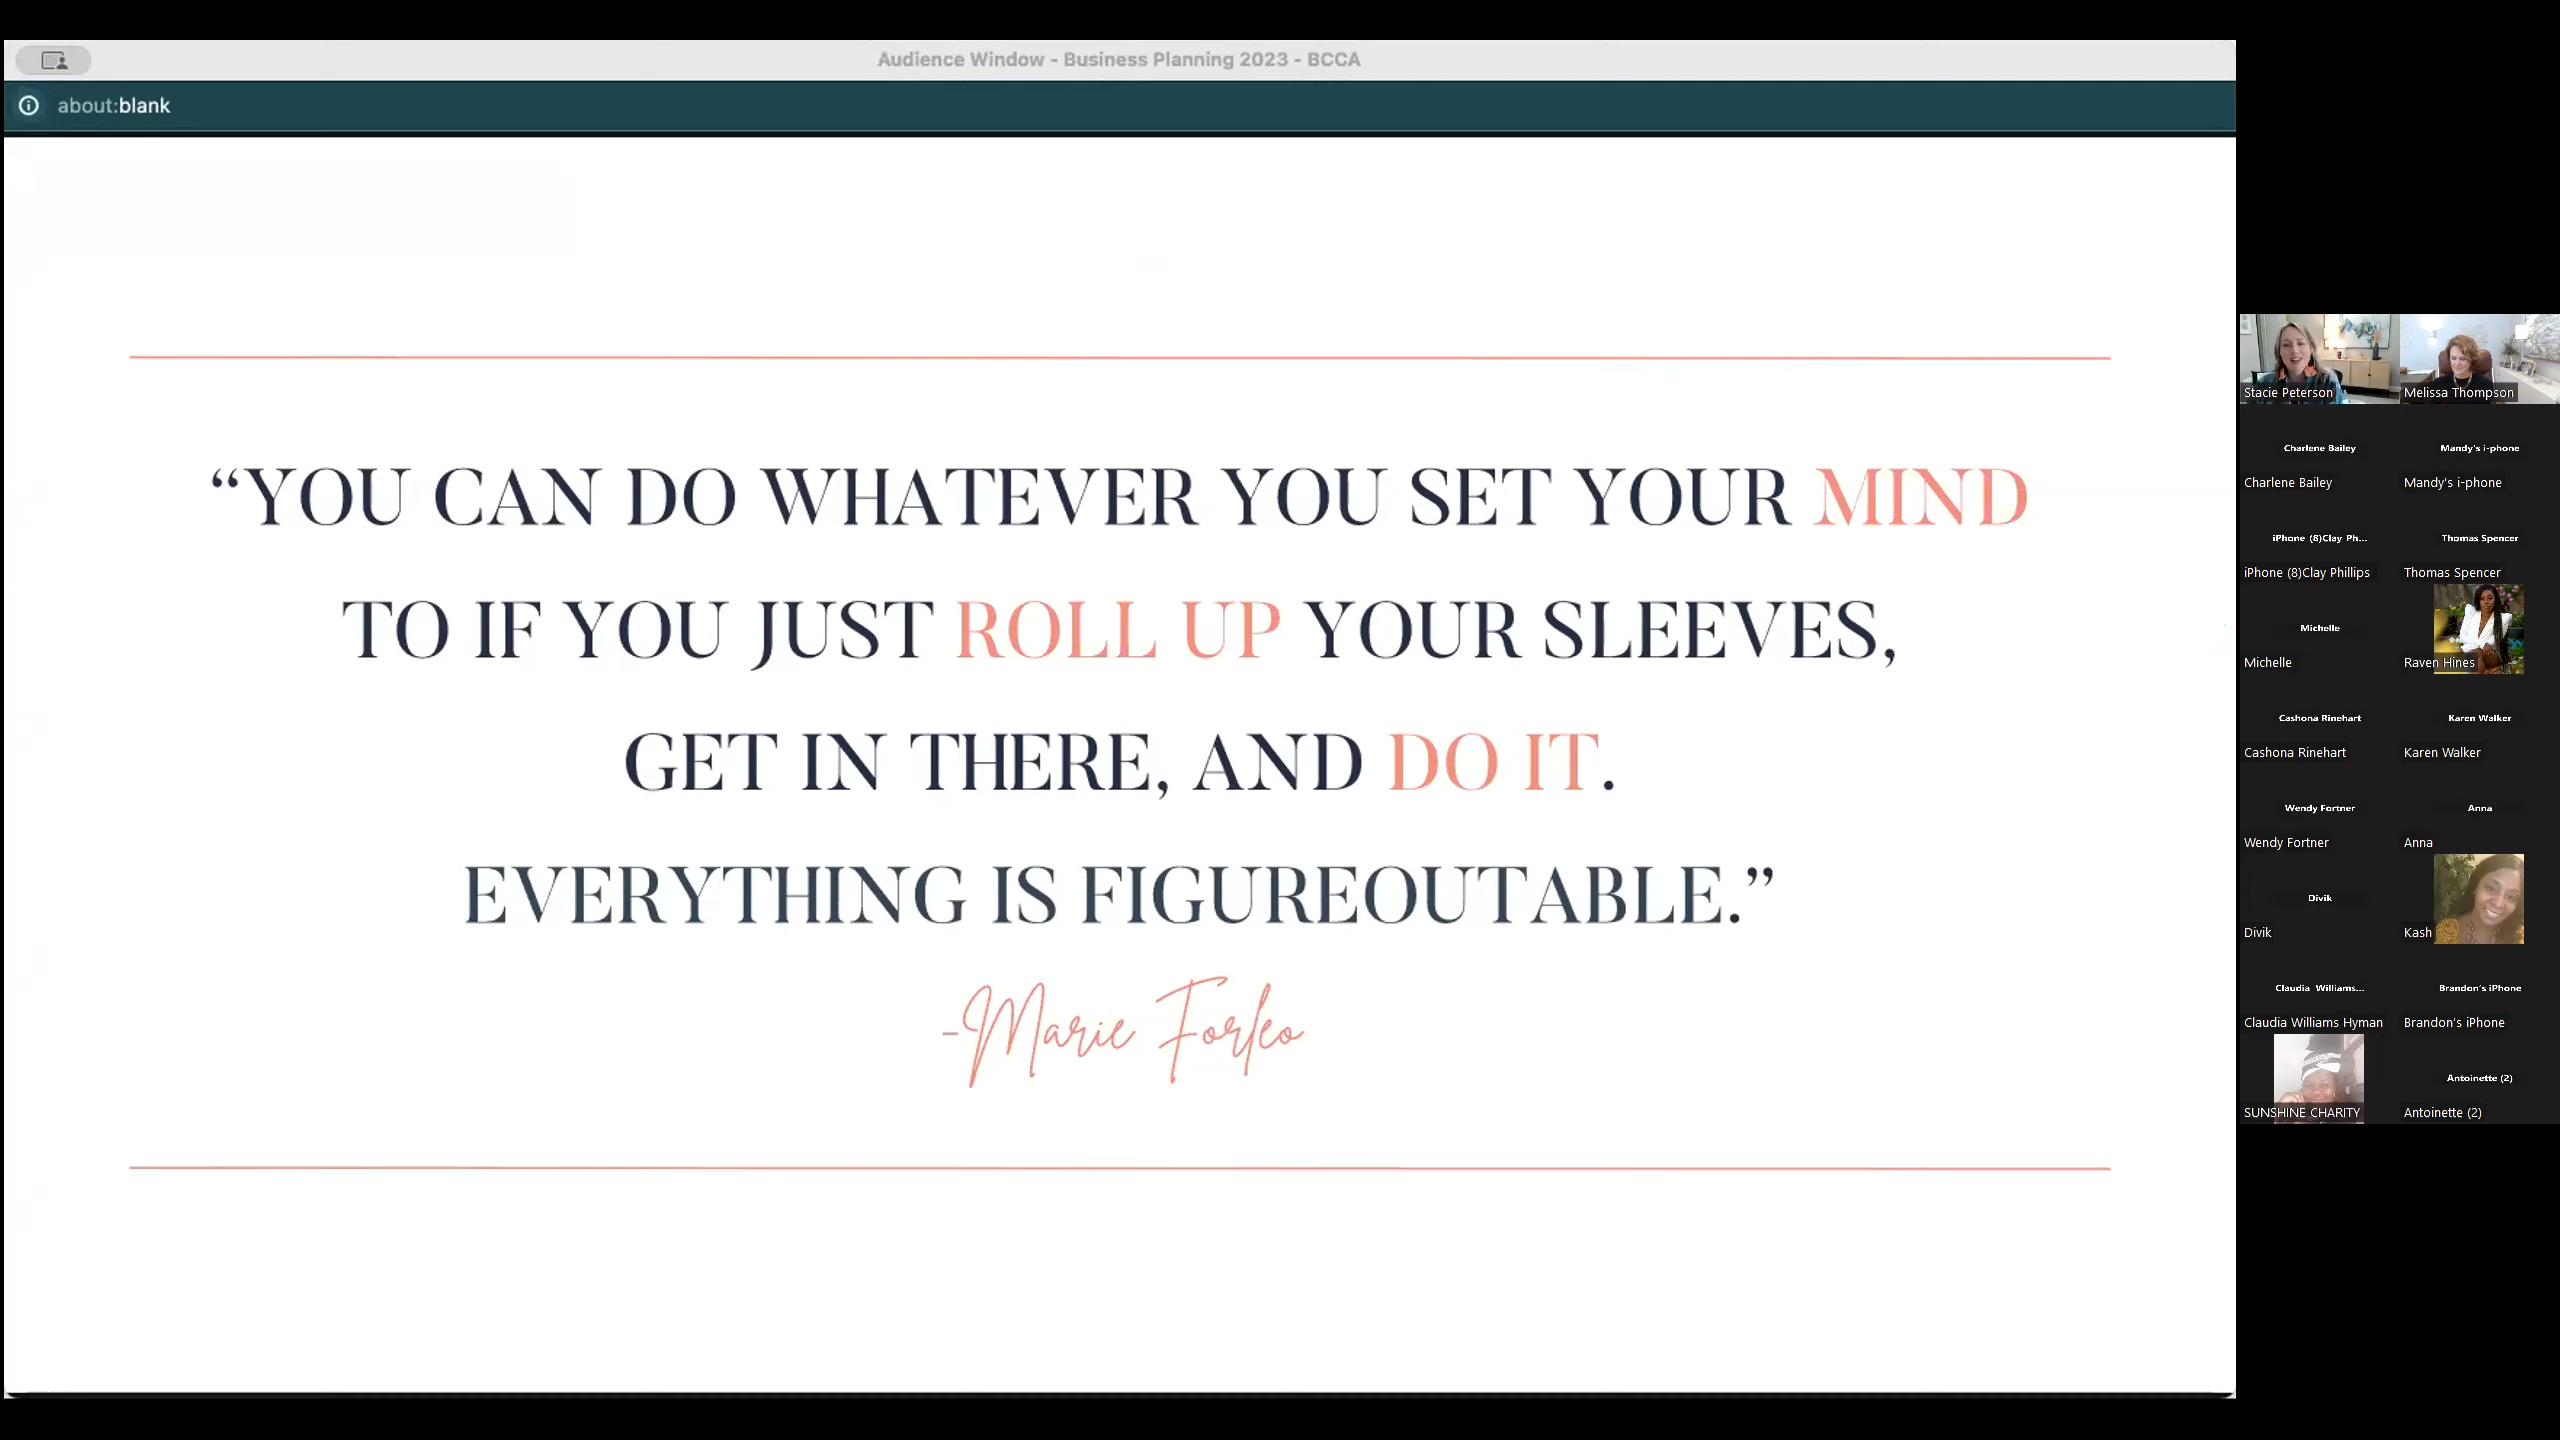 Audience Window - Business Planning 2023 - BCCA
about:blank
“YOU CAN DO WHATEVER YOU SET YOUR MIND
TO IF YOU JUST ROLL UP YOUR SLEEVES,
GET IN THERE, AND DO IT.
EVERYTHING IS FIGUREOUTABLE.”
-Marie Forleo
Stacie Peterson
Melissa Thompson
Charlene Bailey
Charlene Bailey
Mandy's i-phone
Mandy's i-phone
iPhone (8)Clay Ph...
iPhone (8)Clay Phillips
Thomas Spencer
Thomas Spencer
Michelle
Michelle
Raven Hines
Cashona Rinehart
Cashona Rinehart
Karen Walker
Karen Walker
Wendy Fortner
Wendy Fortner
Anna
Anna
Divik
Divik
Kash
Claudia Williams...
Claudia Williams Hyman
Brandon's iPhone
Brandon's iPhone
SUNSHINE CHARITY
Antoinette (2)
Antoinette (2)